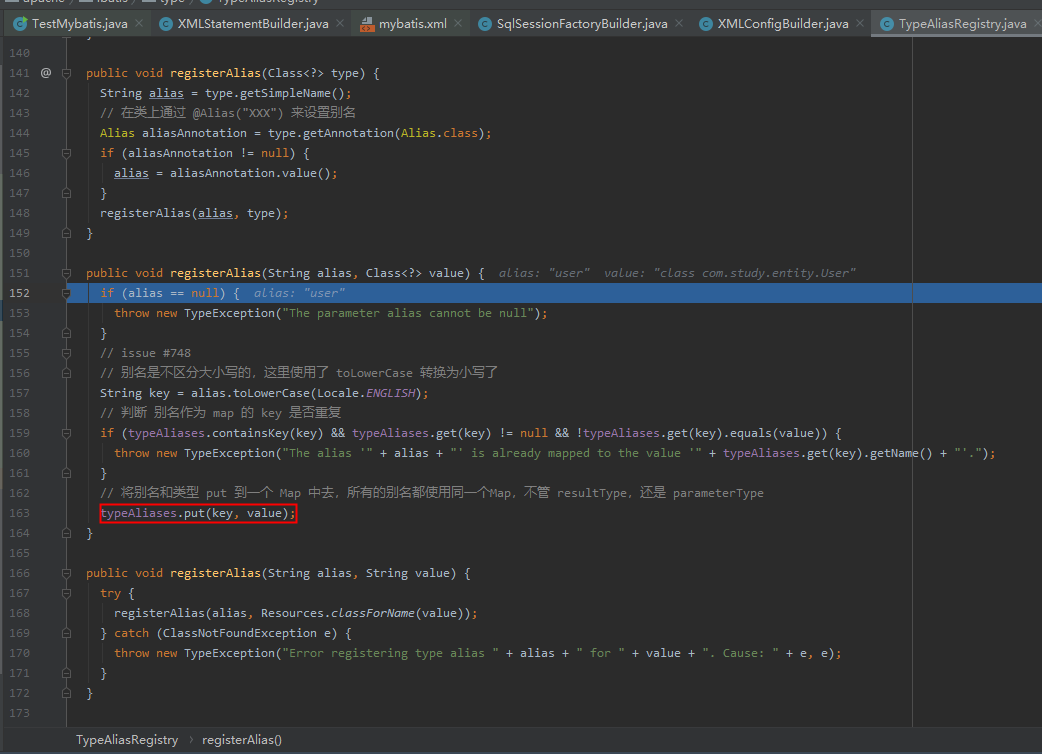 TypeAliasRegistry
TestMybatis.java XMLStatementBuilder.java mybatis.xml SqlSessionFactoryBuilder.java XMLConfigBuilder.java TypeAliasRegistry.java
140
141 @ public void registerAlias(Class<?> type) {
142 String alias = type.getSimpleName();
143 // 在类上通过 @Alias("XXX") 来设置别名
144 Alias aliasAnnotation = type.getAnnotation(Alias.class);
145 if (aliasAnnotation != null) {
146 alias = aliasAnnotation.value();
147 }
148 registerAlias(alias, type);
149 }
150
151 public void registerAlias(String alias, Class<?> value) { alias: "user" value: "class com.study.entity.User"
152 if (alias == null) { alias: "user"
153 throw new TypeException("The parameter alias cannot be null");
154 }
155 // issue #748
156 // 别名是不区分大小写的，这里使用了 toLowerCase 转换为小写了
157 String key = alias.toLowerCase(Locale.ENGLISH);
158 // 判断 别名作为 map 的 key 是否重复
159 if (typeAliases.containsKey(key) && typeAliases.get(key) != null && !typeAliases.get(key).equals(value)) {
160 throw new TypeException("The alias '" + alias + "' is already mapped to the value '" + typeAliases.get(key).getName() + "'.");
161 }
162 // 将别名和类型 put 到一个 Map 中去，所有的别名都使用同一个Map，不管 resultType，还是 parameterType
163 typeAliases.put(key, value);
164 }
165
166 public void registerAlias(String alias, String value) {
167 try {
168 registerAlias(alias, Resources.classForName(value));
169 } catch (ClassNotFoundException e) {
170 throw new TypeException("Error registering type alias " + alias + " for " + value + ". Cause: " + e, e);
171 }
172 }
173
TypeAliasRegistry › registerAlias()